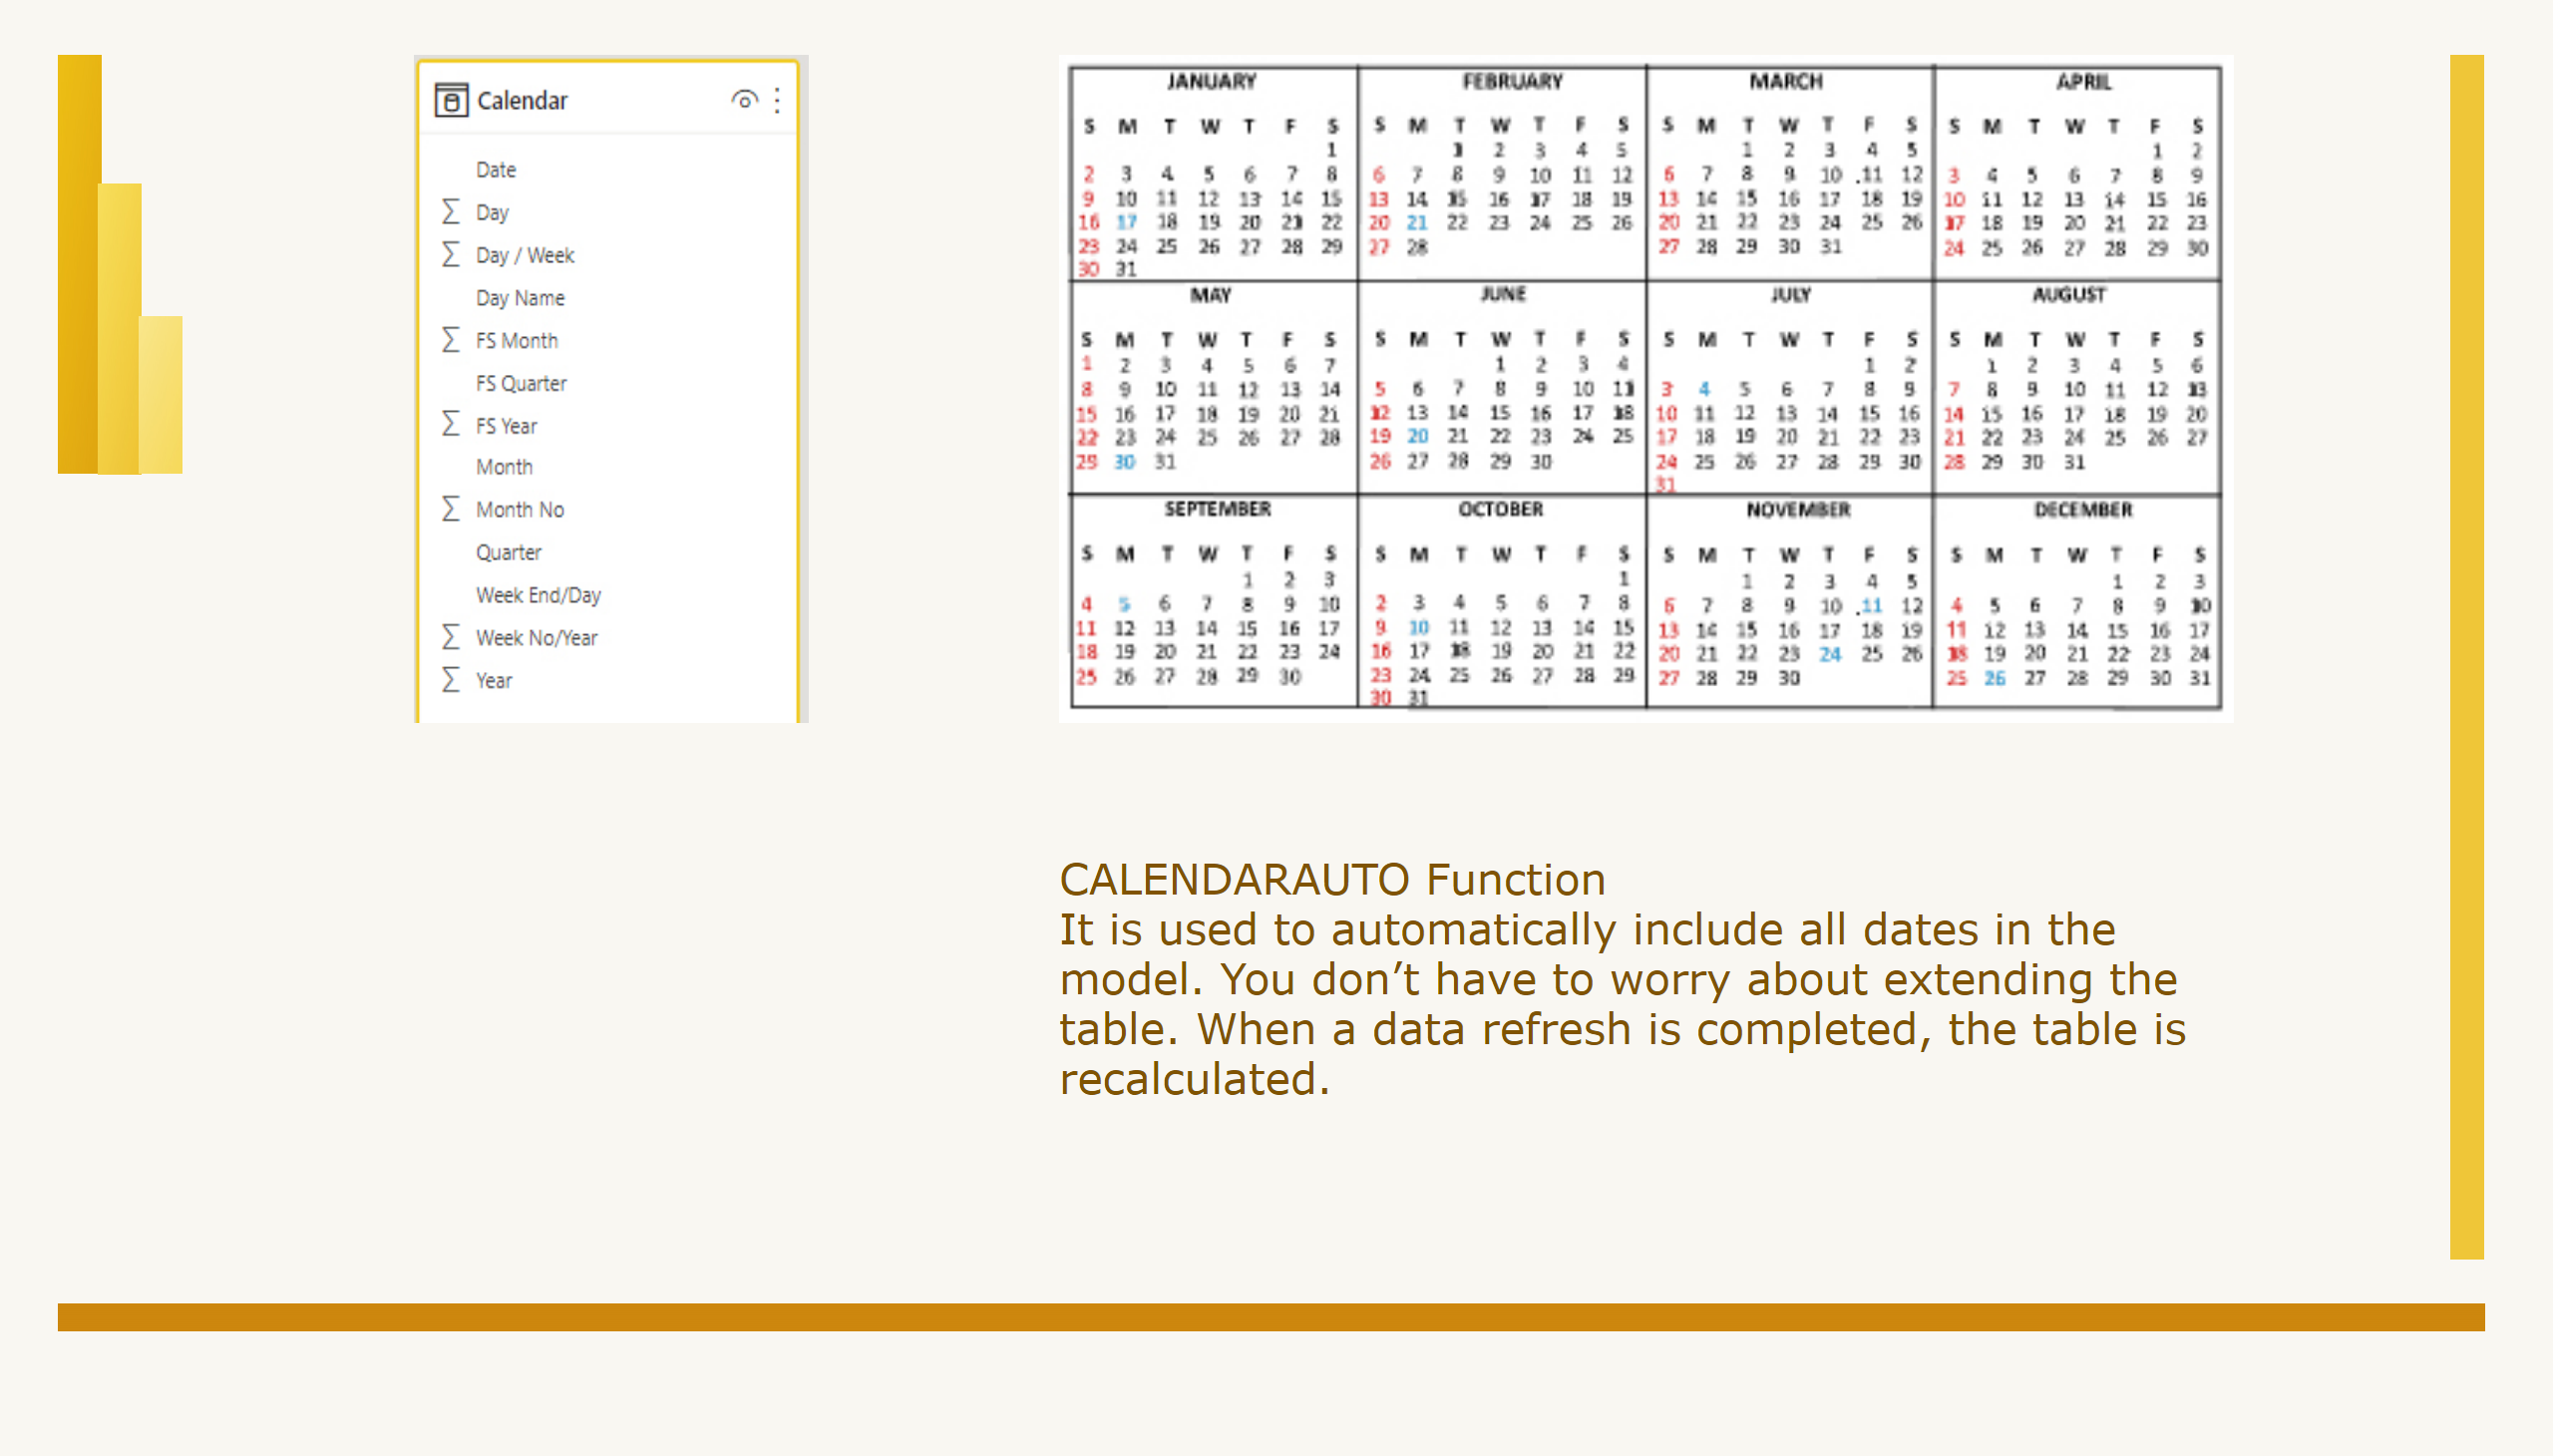 Calendar
Date
∑ Day
∑ Day / Week
Day Name
∑ FS Month
FS Quarter
∑ FS Year
Month
∑ Month No
Quarter
Week End/Day
∑ Week No/Year
∑ Year
JANUARY FEBRUARY MARCH APRIL
S M T W T F S S M T W T F S S M T W T F S S M T W T F S
1 1 2 3 4 5 1 2 3 4 5 1 2
2 3 4 5 6 7 8 6 7 8 9 10 11 12 6 7 8 9 10 .11 12 3 4 5 6 7 8 9
9 10 11 12 13 14 15 13 14 15 16 17 18 19 13 14 15 16 17 18 19 10 11 12 13 14 15 16
16 17 18 19 20 21 22 20 21 22 23 24 25 26 20 21 22 23 24 25 26 17 18 19 20 21 22 23
23 24 25 26 27 28 29 27 28 27 28 29 30 31 24 25 26 27 28 29 30
30 31
MAY JUNE JULY AUGUST
S M T W T F S S M T W T F S S M T W T F S S M T W T F S
1 2 3 4 5 6 7 1 2 3 4 1 2 1 2 3 4 5 6
8 9 10 11 12 13 14 5 6 7 8 9 10 11 3 4 5 6 7 8 9 7 8 9 10 11 12 13
15 16 17 18 19 20 21 12 13 14 15 16 17 18 10 11 12 13 14 15 16 14 15 16 17 18 19 20
22 23 24 25 26 27 28 19 20 21 22 23 24 25 17 18 19 20 21 22 23 21 22 23 24 25 26 27
29 30 31 26 27 28 29 30 24 25 26 27 28 29 30 28 29 30 31
31
SEPTEMBER OCTOBER NOVEMBER DECEMBER
S M T W T F S S M T W T F S S M T W T F S S M T W T F S
1 2 3 1 1 2 3 4 5 1 2 3
4 5 6 7 8 9 10 2 3 4 5 6 7 8 6 7 8 9 10 .11 12 4 5 6 7 8 9 10
11 12 13 14 15 16 17 9 10 11 12 13 14 15 13 14 15 16 17 18 19 11 12 13 14 15 16 17
18 19 20 21 22 23 24 16 17 18 19 20 21 22 20 21 22 23 24 25 26 18 19 20 21 22 23 24
25 26 27 28 29 30 23 24 25 26 27 28 29 27 28 29 30 25 26 27 28 29 30 31
30 31
CALENDARAUTO Function
It is used to automatically include all dates in the
model. You don’t have to worry about extending the
table. When a data refresh is completed, the table is
recalculated.